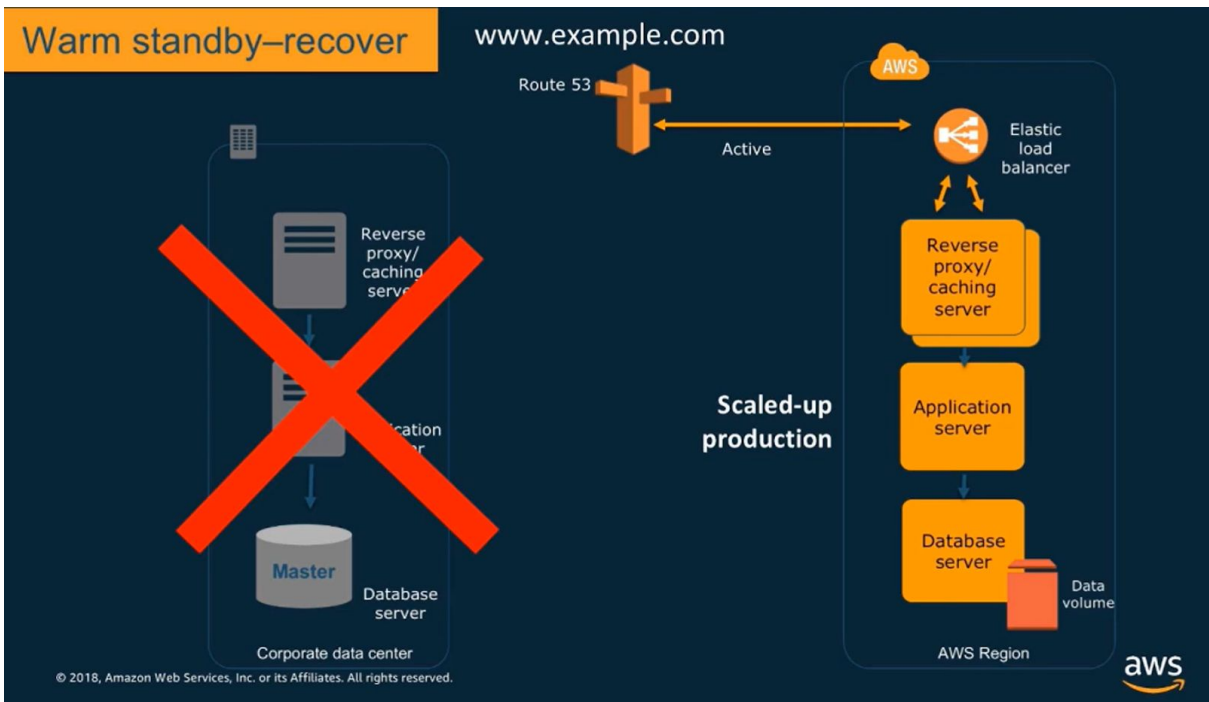 Warm standby–recover
www.example.com
Route 53
AWS
Active
Elastic
load
balancer
Reverse
proxy/
caching
server
Reverse
proxy/
caching
server
Scaled-up
production
Application
server
Master
Database
server
Database
server
Data
volume
Corporate data center
AWS Region
© 2018, Amazon Web Services, Inc. or its Affiliates. All rights reserved.
aws